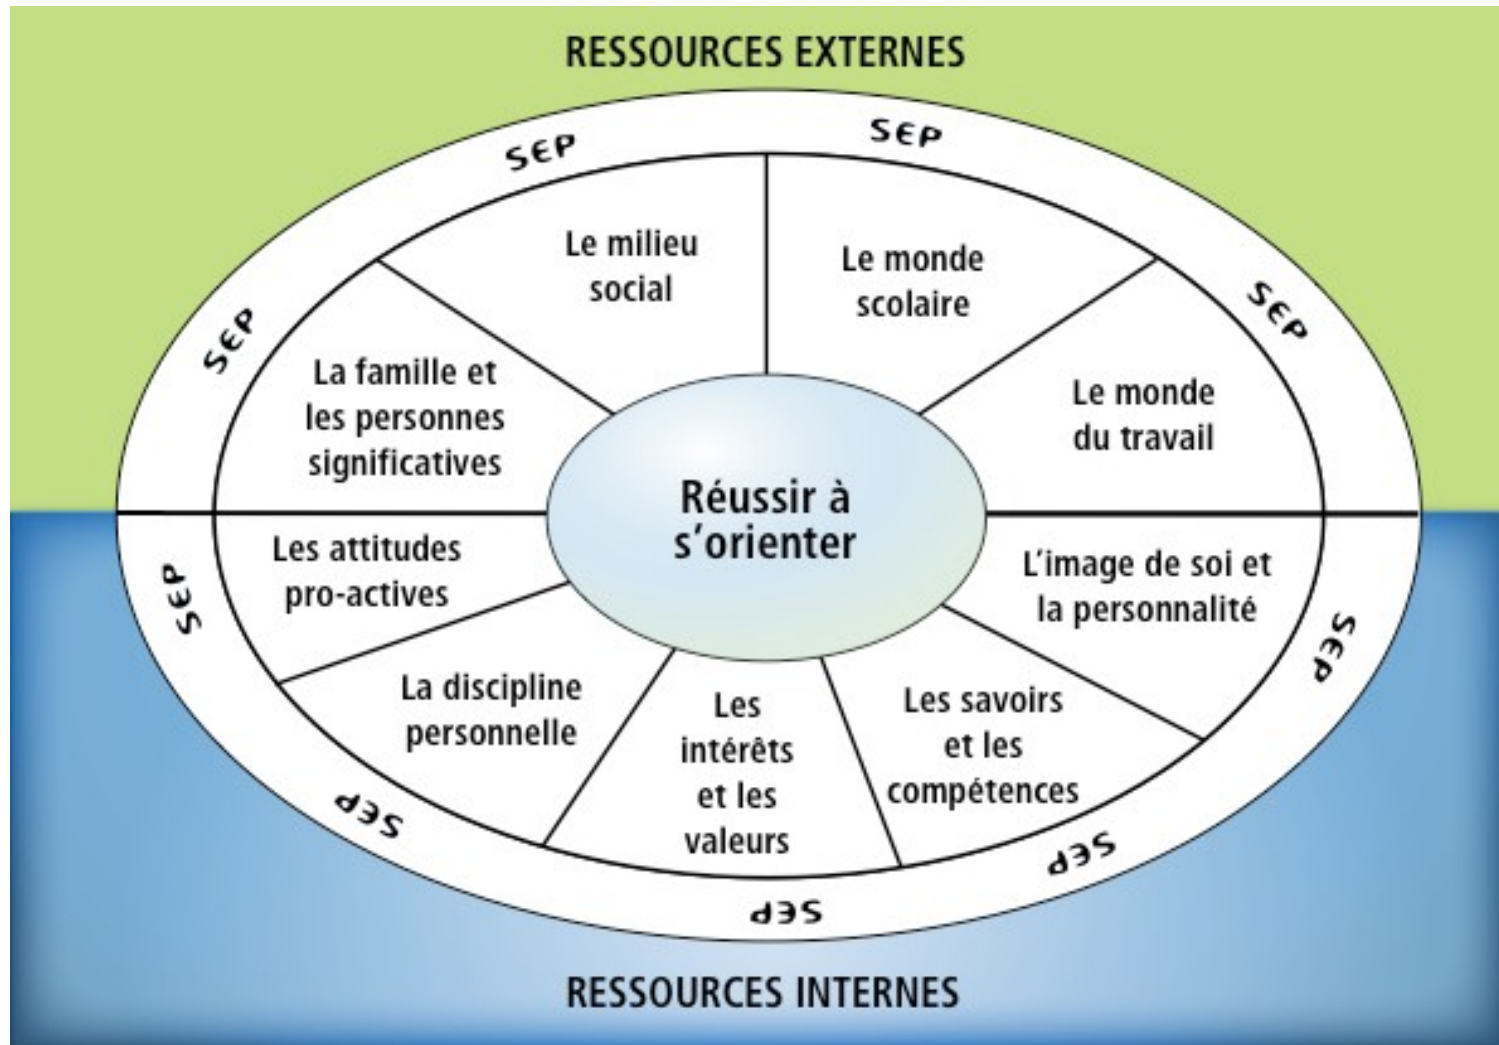 RESSOURCES EXTERNES
SEP
SEP
SEP
SEP
Le milieu
social
Le monde
scolaire
La famille et
les personnes
significatives
Le monde
du travail
Réussir à
s'orienter
Les attitudes
pro-actives
L'image de soi et
la personnalité
SEP
SEP
La discipline
personnelle
Les
intérêts
et les
valeurs
Les savoirs
et les
compétences
SEP
SEP
SEP
RESSOURCES INTERNES